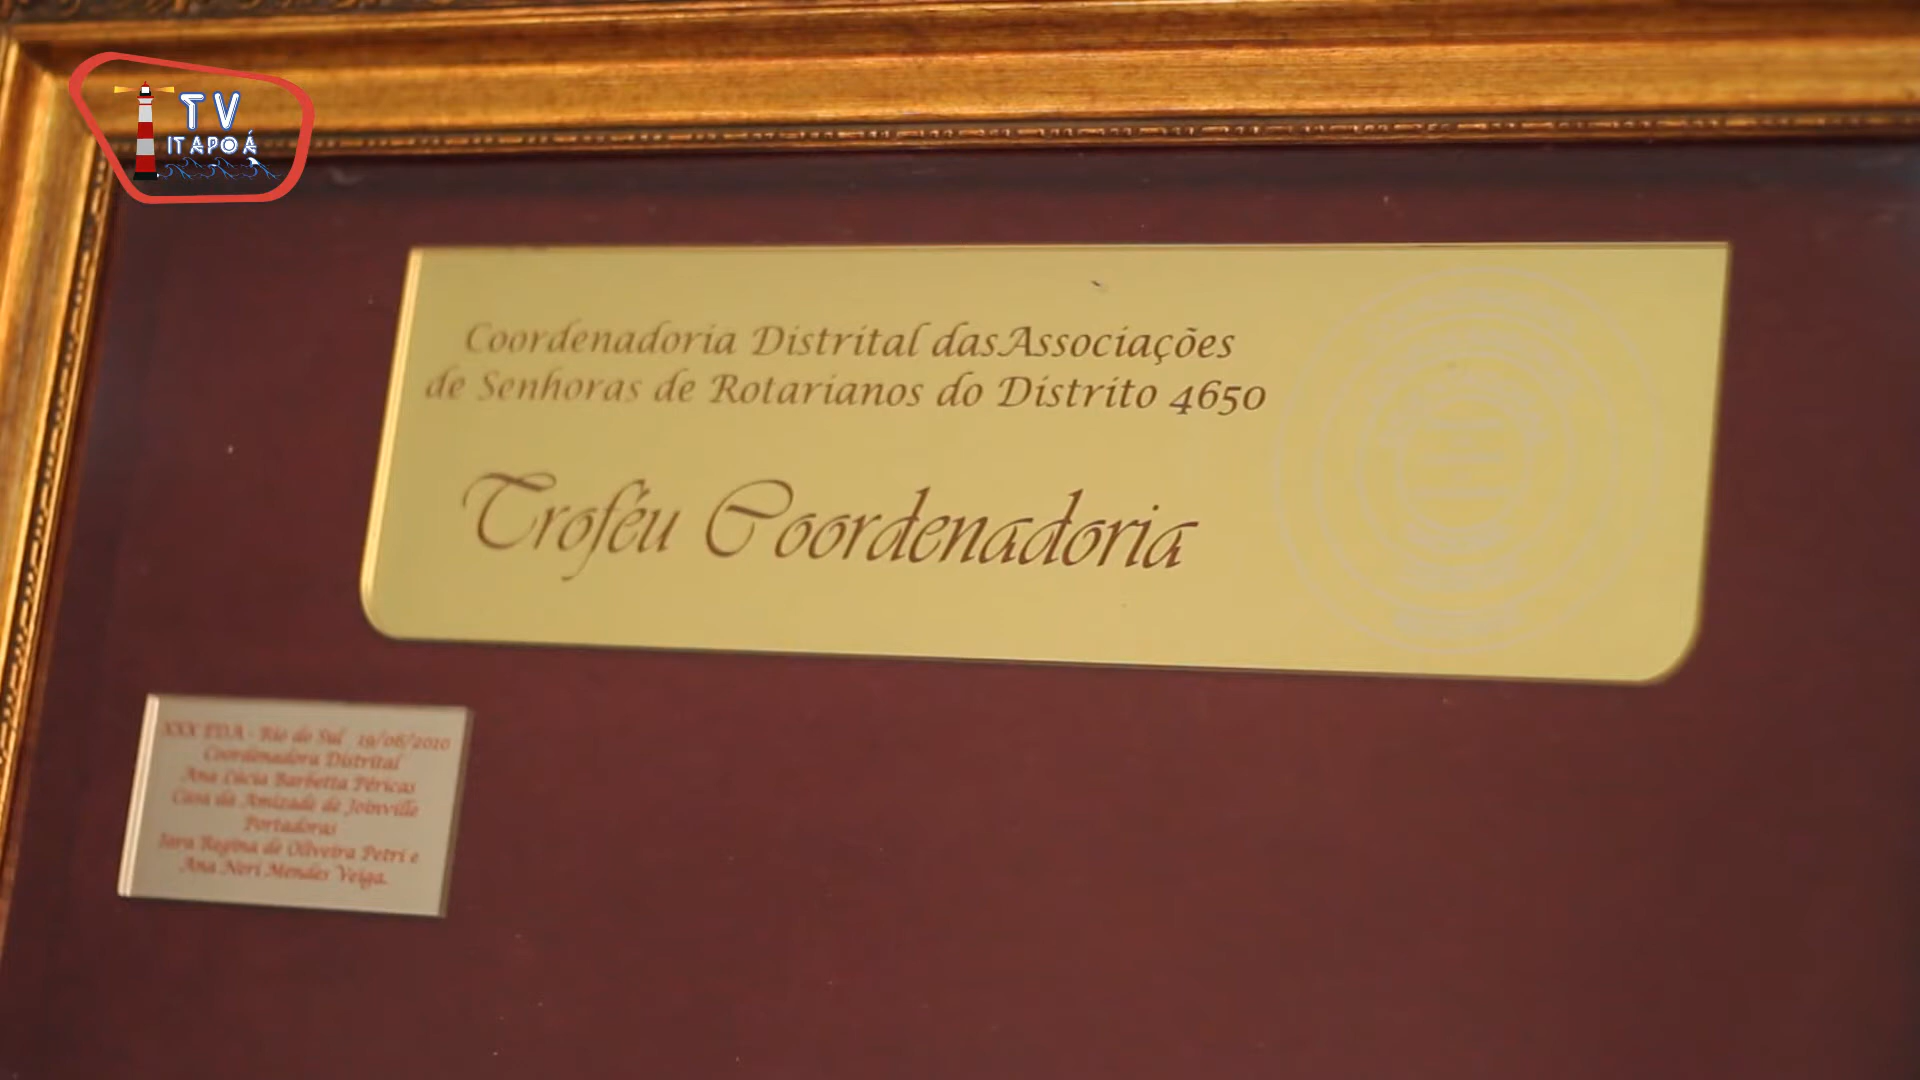 TV
ITAPOÁ
Coordenadoria Distrital das Associações
de Senhoras de Rotarianos do Distrito 4650
Troféu Coordenadoria
XXX EDA - Rio do Sul 19/08/2010
Coordenadora Distrital
Ana Lúcia Barbetta Péricas
Casa da Amizade de Joinville
Portadoras
Regina de Oliveira Petri e
Ana Neri Mendes Veiga.